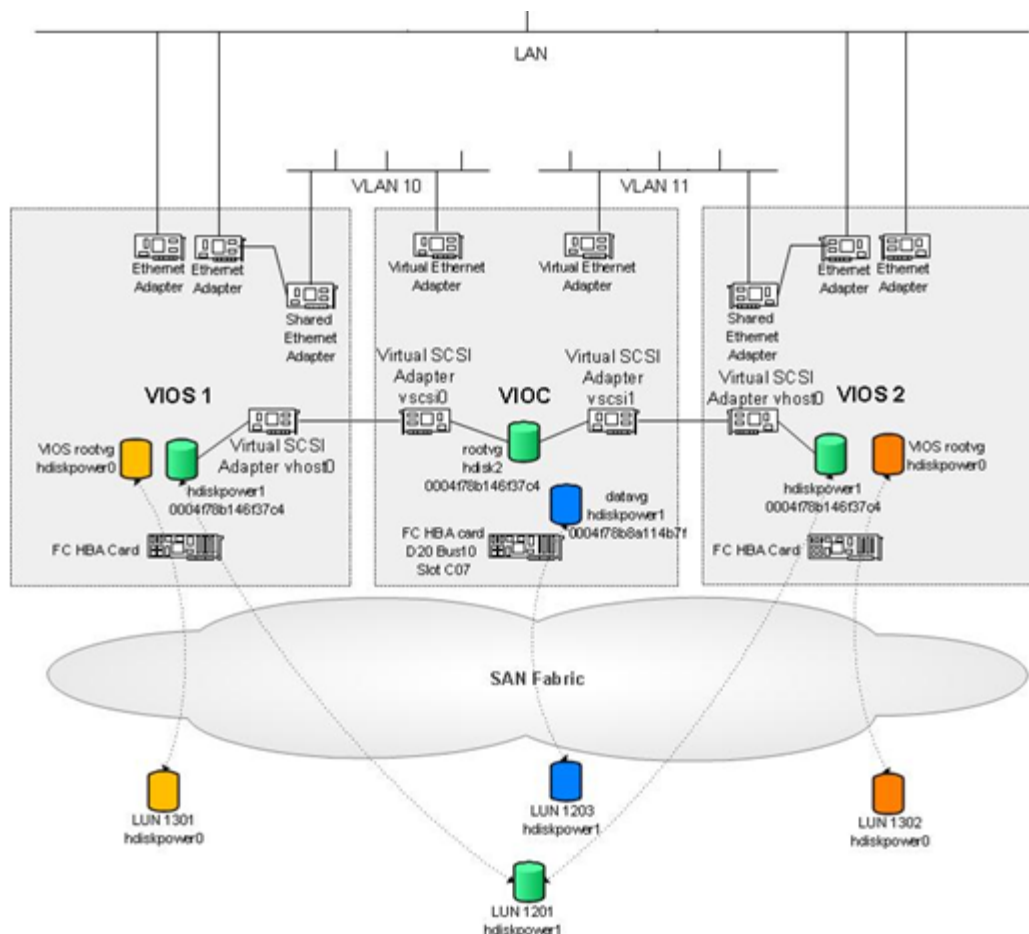 LAN
VLAN 10
VLAN 11
Ethernet
Adapter
Ethernet
Adapter
Shared
Ethernet
Adapter
Virtual Ethernet
Adapter
Virtual Ethernet
Adapter
Shared
Ethernet
Adapter
Ethernet
Adapter
Ethernet
Adapter
VIOS 1
Virtual SCSI
Adapter vhost0
VIOS rootvg
hdiskpower0
hdiskpower1
0004f78b146f37c4
FC HBA Card
Virtual SCSI
Adapter
vscsi0
VIOC
Virtual SCSI
Adapter
vscsi1
rootvg
hdisk2
0004f78b146f37c4
datavg
hdiskpower1
0004f78b8a114b7f
FC HBA card
D20 Bus10
Slot C07
Virtual SCSI
Adapter vhost0
VIOS 2
VIOS rootvg
hdiskpower0
hdiskpower1
0004f78b146f37c4
FC HBA Card
SAN Fabric
LUN 1301
hdiskpower0
LUN 1203
hdiskpower1
LUN 1302
hdiskpower0
LUN 1201
hdiskpower1